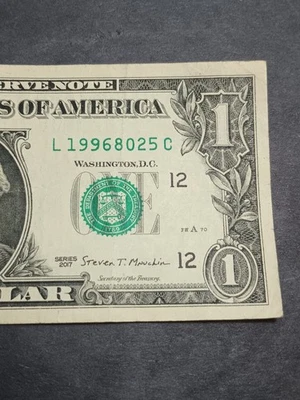 ERVE NOTE
S OF AMERICA
1
L 19968025 C
WASHINGTON, D.C.
ONE
12
SERIES
2017
Steven T. Mnuchin
Secretary of the Treasury.
12
1
LAR